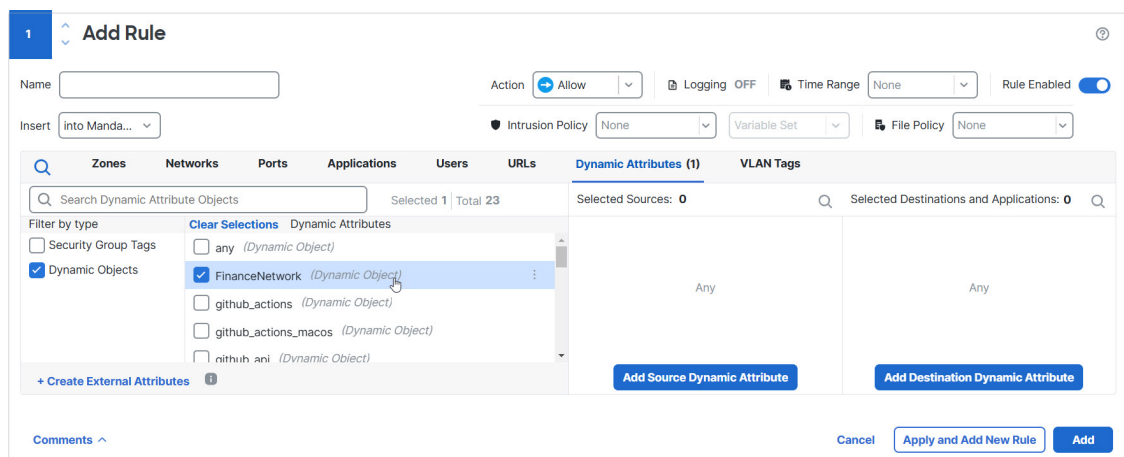 1 Add Rule
Name
Action Allow Logging OFF Time Range None Rule Enabled
Insert into Manda...
Intrusion Policy None Variable Set File Policy None
Zones Networks Ports Applications Users URLs Dynamic Attributes (1) VLAN Tags
Search Dynamic Attribute Objects Selected 1 Total 23
Selected Sources: 0
Selected Destinations and Applications: 0
Filter by type
Security Group Tags
Dynamic Objects
Clear Selections Dynamic Attributes
any (Dynamic Object)
FinanceNetwork (Dynamic Object)
github_actions (Dynamic Object)
github_actions_macos (Dynamic Object)
github_api (Dynamic Object)
Any
Any
+ Create External Attributes
Add Source Dynamic Attribute
Add Destination Dynamic Attribute
Comments
Cancel Apply and Add New Rule Add